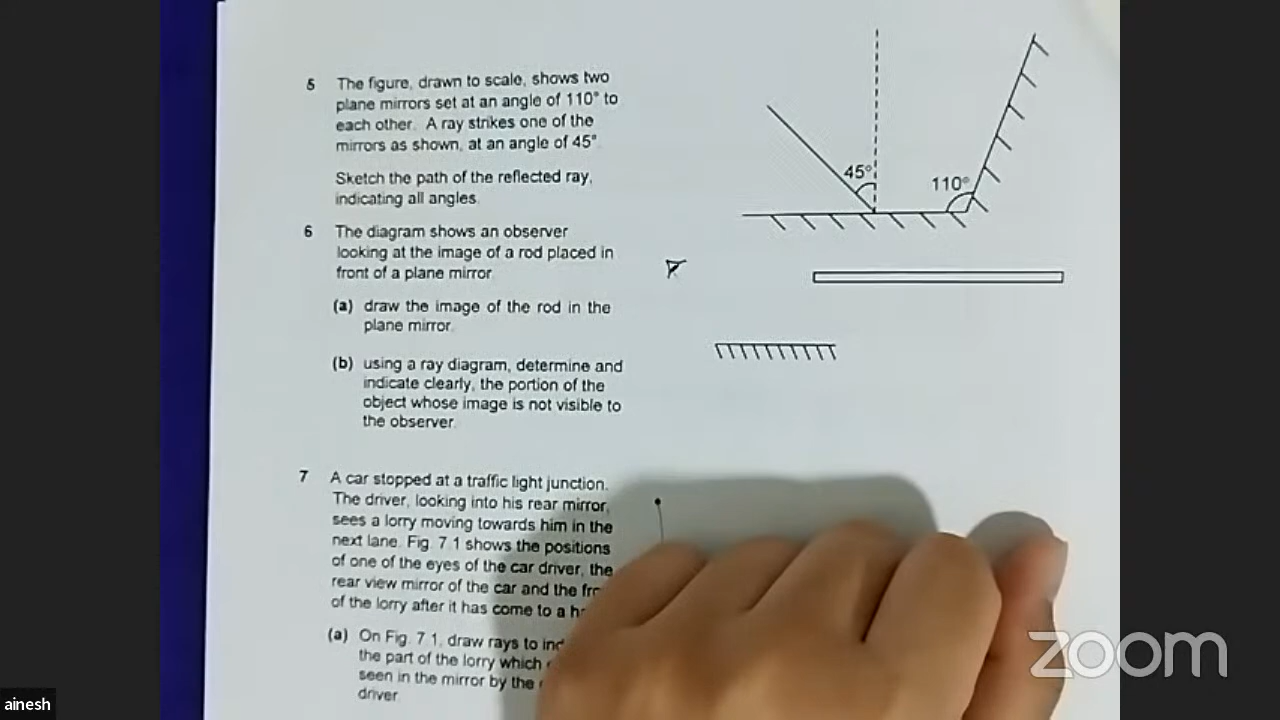 5 The figure, drawn to scale, shows two
plane mirrors set at an angle of 110° to
each other. A ray strikes one of the
mirrors as shown, at an angle of 45°
Sketch the path of the reflected ray,
indicating all angles.
45°
110°
6 The diagram shows an observer
looking at the image of a rod placed in
front of a plane mirror
(a) draw the image of the rod in the
plane mirror.
(b) using a ray diagram, determine and
indicate clearly, the portion of the
object whose image is not visible to
the observer.
7 A car stopped at a traffic light junction.
The driver, looking into his rear mirror,
sees a lorry moving towards him in the
next lane. Fig. 7.1 shows the positions
of one of the eyes of the car driver, the
rear view mirror of the car and the
of the lorry after it has come to a
(a) On Fig. 7.1, draw rays to
the part of the lorry which
seen in the mirror by the
driver.
zoom
ainesh